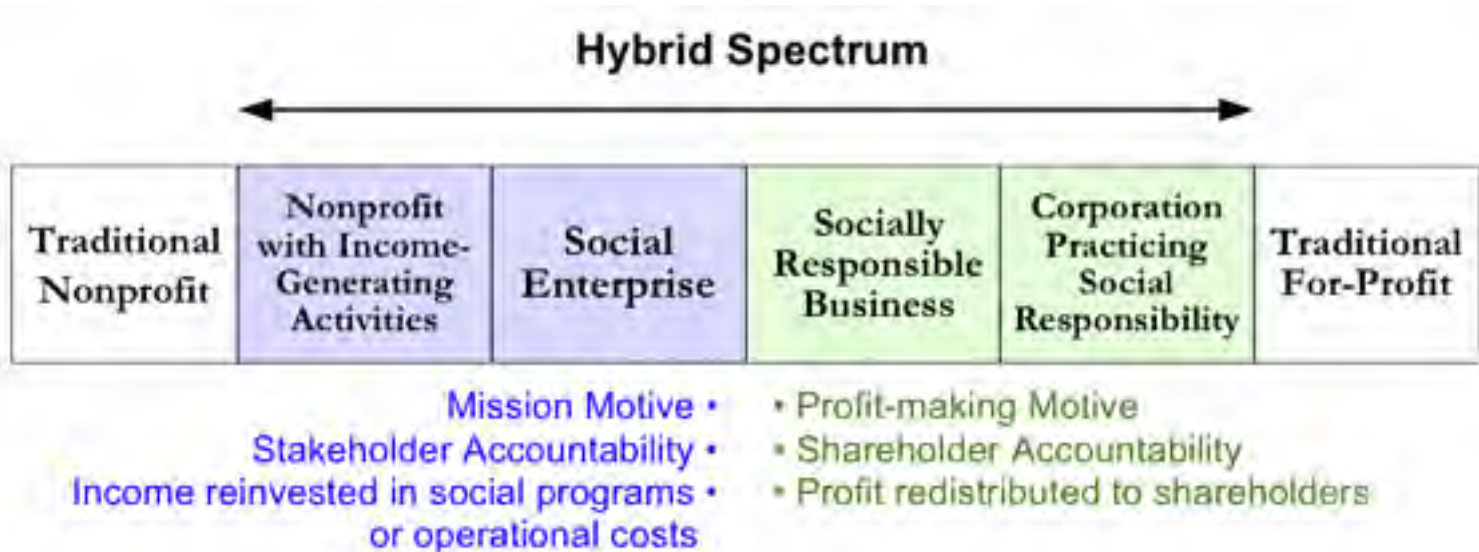 Hybrid Spectrum
Traditional
Nonprofit
Nonprofit
with Income-
Generating
Activities
Social
Enterprise
Socially
Responsible
Business
Corporation
Practicing
Social
Responsibility
Traditional
For-Profit
Mission Motive •
Stakeholder Accountability •
Income reinvested in social programs •
or operational costs
• Profit-making Motive
• Shareholder Accountability
• Profit redistributed to shareholders